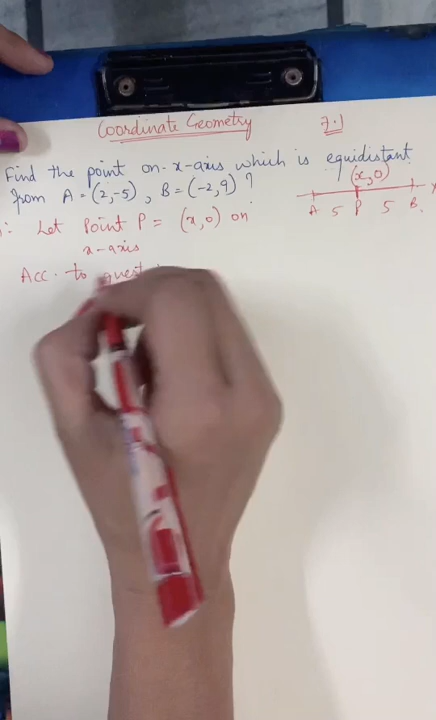 Coordinate Geometry 7.1
Find the point on x-axis which is equidistant
from A = (2,-5), B = (-2,9) ?
(x,0)
A 5 P 5 B
: Let Point P = (x,0) on
x-axis
Acc. to quest